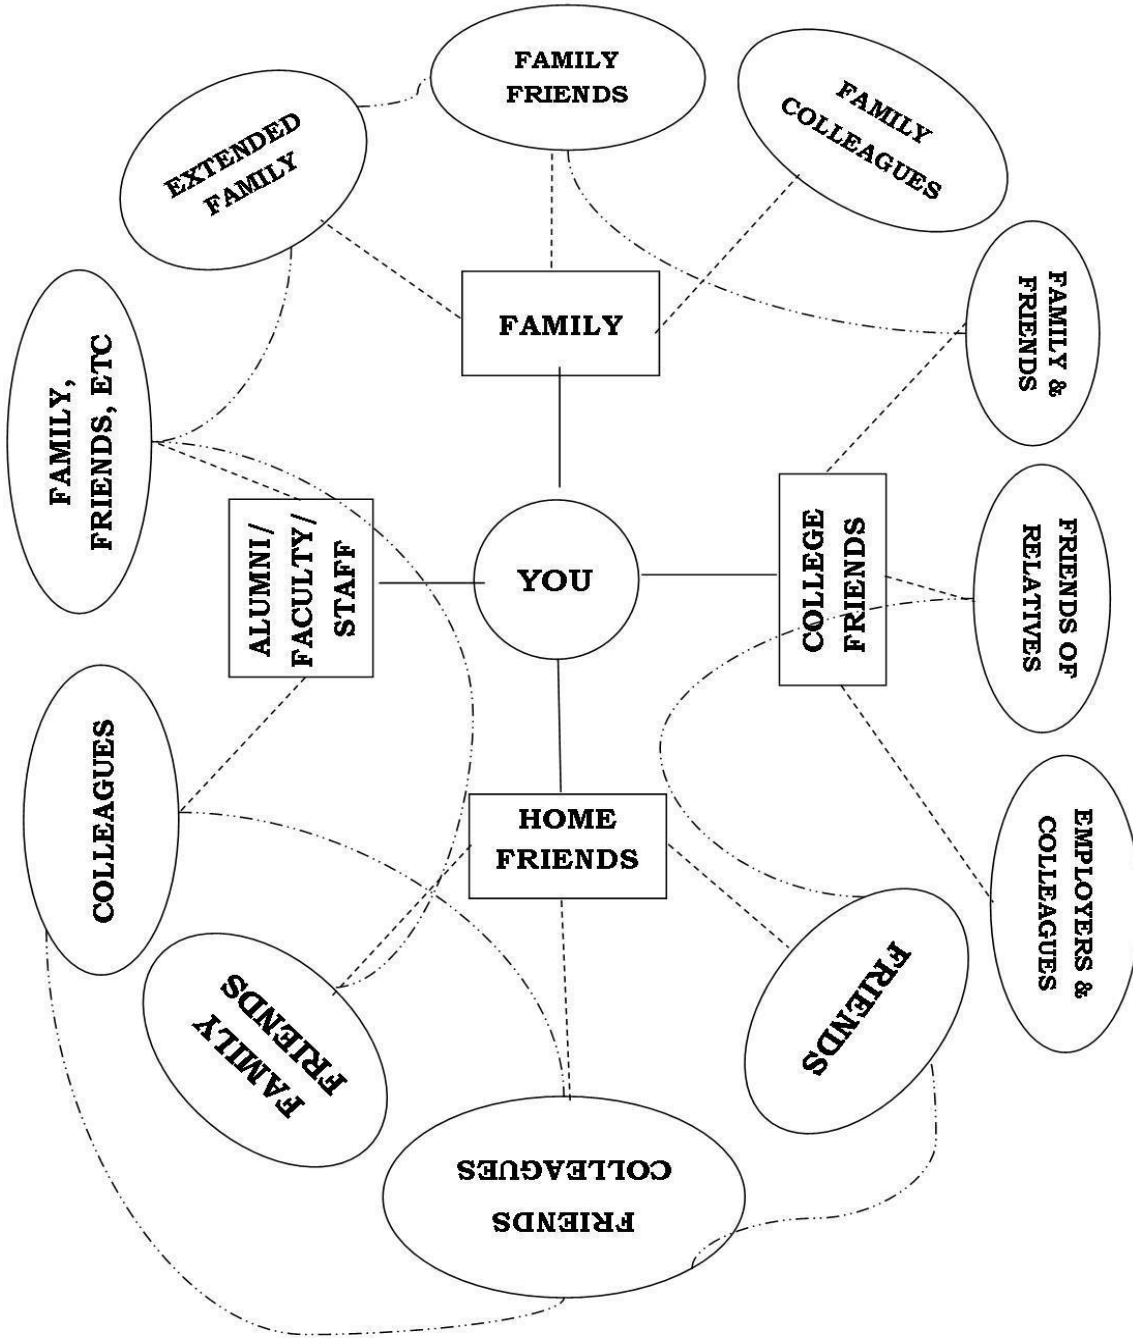 FAMILY
FRIENDS
FAMILY
COLLEAGUES
EXTENDED
FAMILY
FAMILY
FAMILY &
FRIENDS
FAMILY,
FRIENDS, ETC
ALUMNI/
FACULTY/
STAFF
YOU
COLLEGE
FRIENDS
FRIENDS OF
RELATIVES
COLLEAGUES
HOME
FRIENDS
EMPLOYERS &
COLLEAGUES
FAMILY
FRIENDS
FRIENDS
FRIENDS
COLLEAGUES